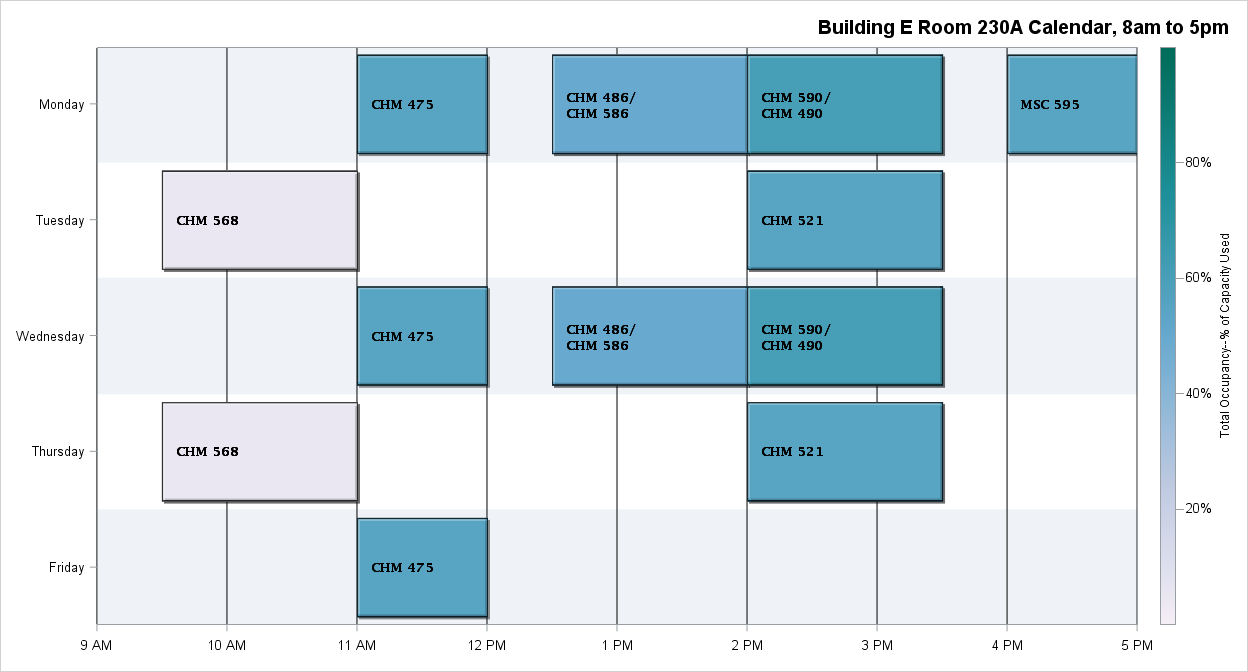 Building E Room 230A Calendar, 8am to 5pm
Monday
CHM 475
CHM 486/
CHM 586
CHM 590/
CHM 490
MSC 595
Tuesday
CHM 568
CHM 521
Wednesday
CHM 475
CHM 486/
CHM 586
CHM 590/
CHM 490
Thursday
CHM 568
CHM 521
Friday
CHM 475
9 AM
10 AM
11 AM
12 PM
1 PM
2 PM
3 PM
4 PM
5 PM
80%
60%
40%
20%
Total Occupancy--% of Capacity Used